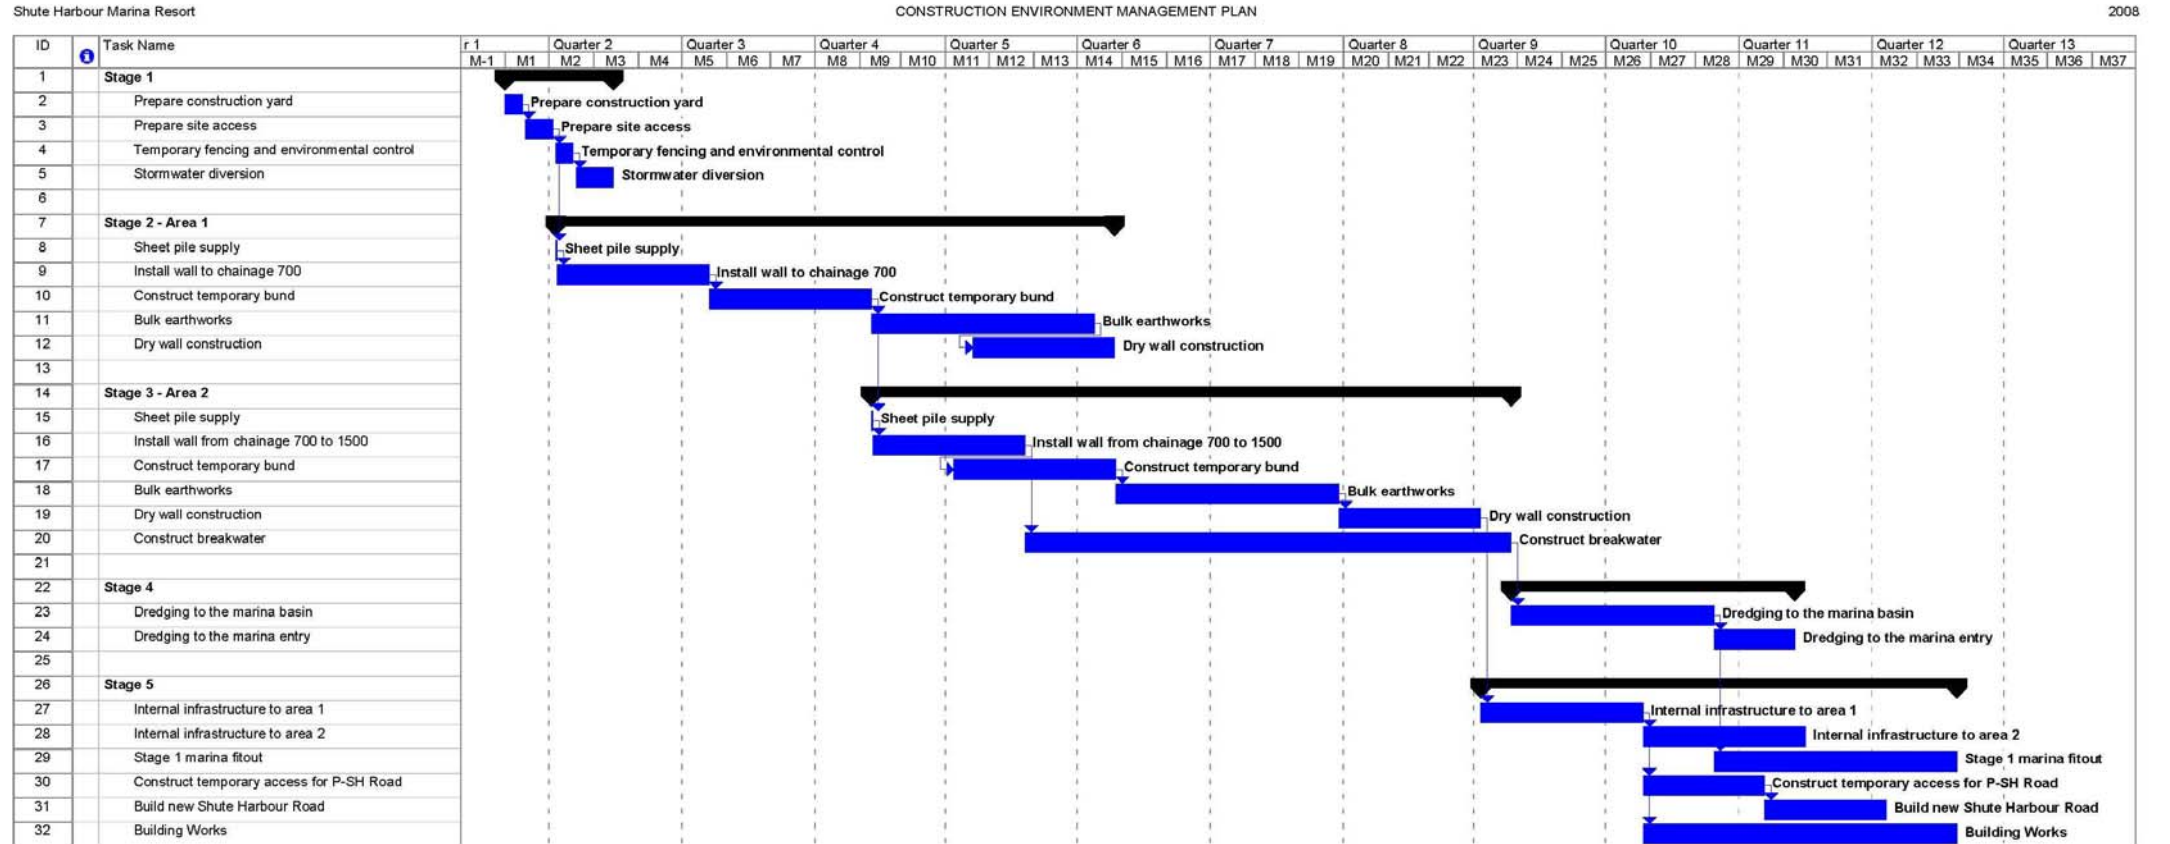 Shute Harbour Marina Resort CONSTRUCTION ENVIRONMENT MANAGEMENT PLAN 2008
ID Task Name r 1 Quarter 2 Quarter 3 Quarter 4 Quarter 5 Quarter 6 Quarter 7 Quarter 8 Quarter 9 Quarter 10 Quarter 11 Quarter 12 Quarter 13
M-1 M1 M2 M3 M4 M5 M6 M7 M8 M9 M10 M11 M12 M13 M14 M15 M16 M17 M18 M19 M20 M21 M22 M23 M24 M25 M26 M27 M28 M29 M30 M31 M32 M33 M34 M35 M36 M37
1 Stage 1
2 Prepare construction yard Prepare construction yard
3 Prepare site access Prepare site access
4 Temporary fencing and environmental control Temporary fencing and environmental control
5 Stormwater diversion Stormwater diversion
6
7 Stage 2 - Area 1
8 Sheet pile supply Sheet pile supply
9 Install wall to chainage 700 Install wall to chainage 700
10 Construct temporary bund Construct temporary bund
11 Bulk earthworks Bulk earthworks
12 Dry wall construction Dry wall construction
13
14 Stage 3 - Area 2
15 Sheet pile supply Sheet pile supply
16 Install wall from chainage 700 to 1500 Install wall from chainage 700 to 1500
17 Construct temporary bund Construct temporary bund
18 Bulk earthworks Bulk earthworks
19 Dry wall construction Dry wall construction
20 Construct breakwater Construct breakwater
21
22 Stage 4
23 Dredging to the marina basin Dredging to the marina basin
24 Dredging to the marina entry Dredging to the marina entry
25
26 Stage 5
27 Internal infrastructure to area 1 Internal infrastructure to area 1
28 Internal infrastructure to area 2 Internal infrastructure to area 2
29 Stage 1 marina fitout Stage 1 marina fitout
30 Construct temporary access for P-SH Road Construct temporary access for P-SH Road
31 Build new Shute Harbour Road Build new Shute Harbour Road
32 Building Works Building Works